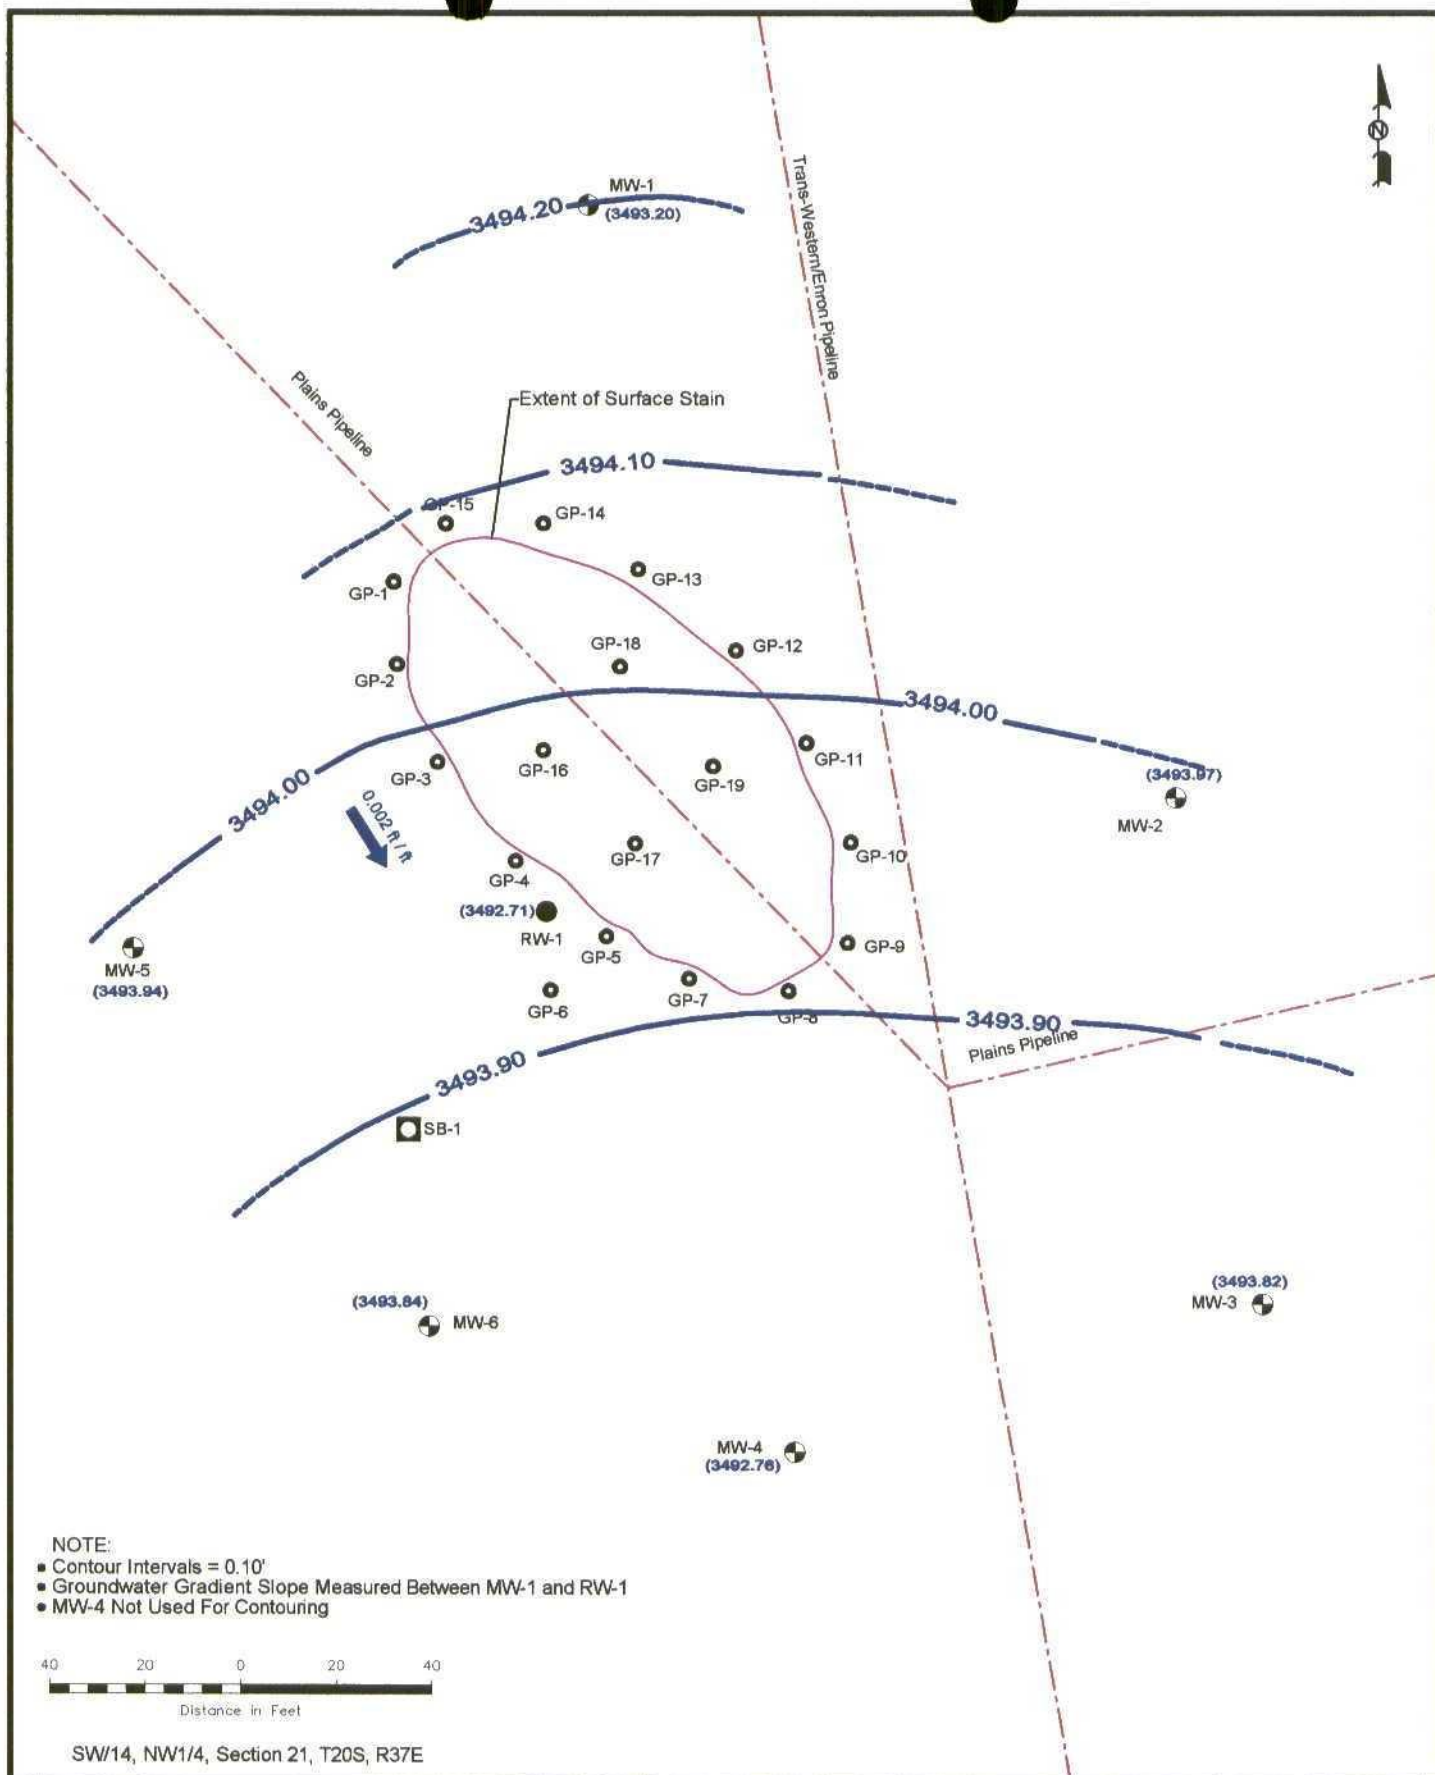 MW-1
3494.20
(3493.20)
N
Trans-Western/Enron Pipeline
Plains Pipeline
Extent of Surface Stain
3494.10
GP-15
GP-14
GP-13
GP-1
GP-18
GP-12
GP-2
3494.00
GP-11
GP-16
GP-3
GP-19
(3493.97)
MW-2
3494.00
0.002 ft / ft
GP-17
GP-10
GP-4
(3492.71)
RW-1
GP-5
GP-9
MW-5
(3493.94)
GP-6
GP-7
GP-8
3493.90
Plains Pipeline
3493.90
SB-1
(3493.84)
MW-6
(3493.82)
MW-3
MW-4
(3492.76)
NOTE:
• Contour Intervals = 0.10'
• Groundwater Gradient Slope Measured Between MW-1 and RW-1
• MW-4 Not Used For Contouring
40 20 0 20 40
Distance in Feet
SW/14, NW1/4, Section 21, T20S, R37E